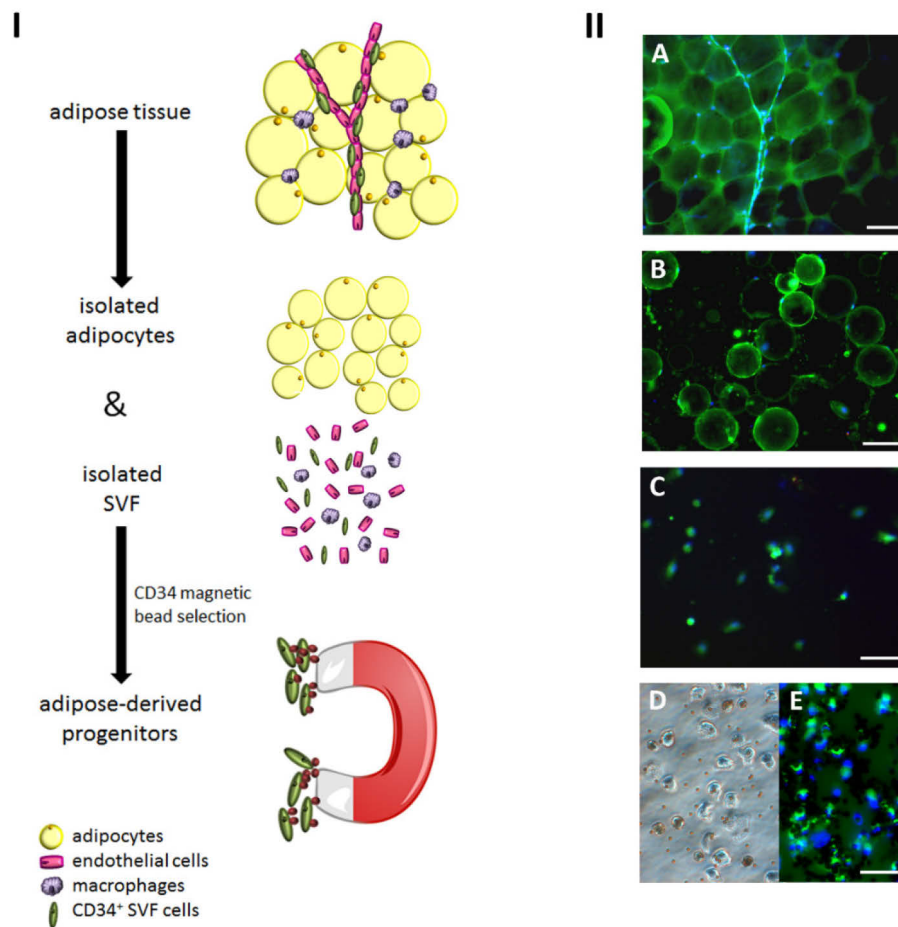 I
adipose tissue
isolated
adipocytes
&
isolated
SVF
CD34 magnetic
bead selection
adipose-derived
progenitors
adipocytes
endothelial cells
macrophages
CD34⁺ SVF cells
II
A
B
C
D
E